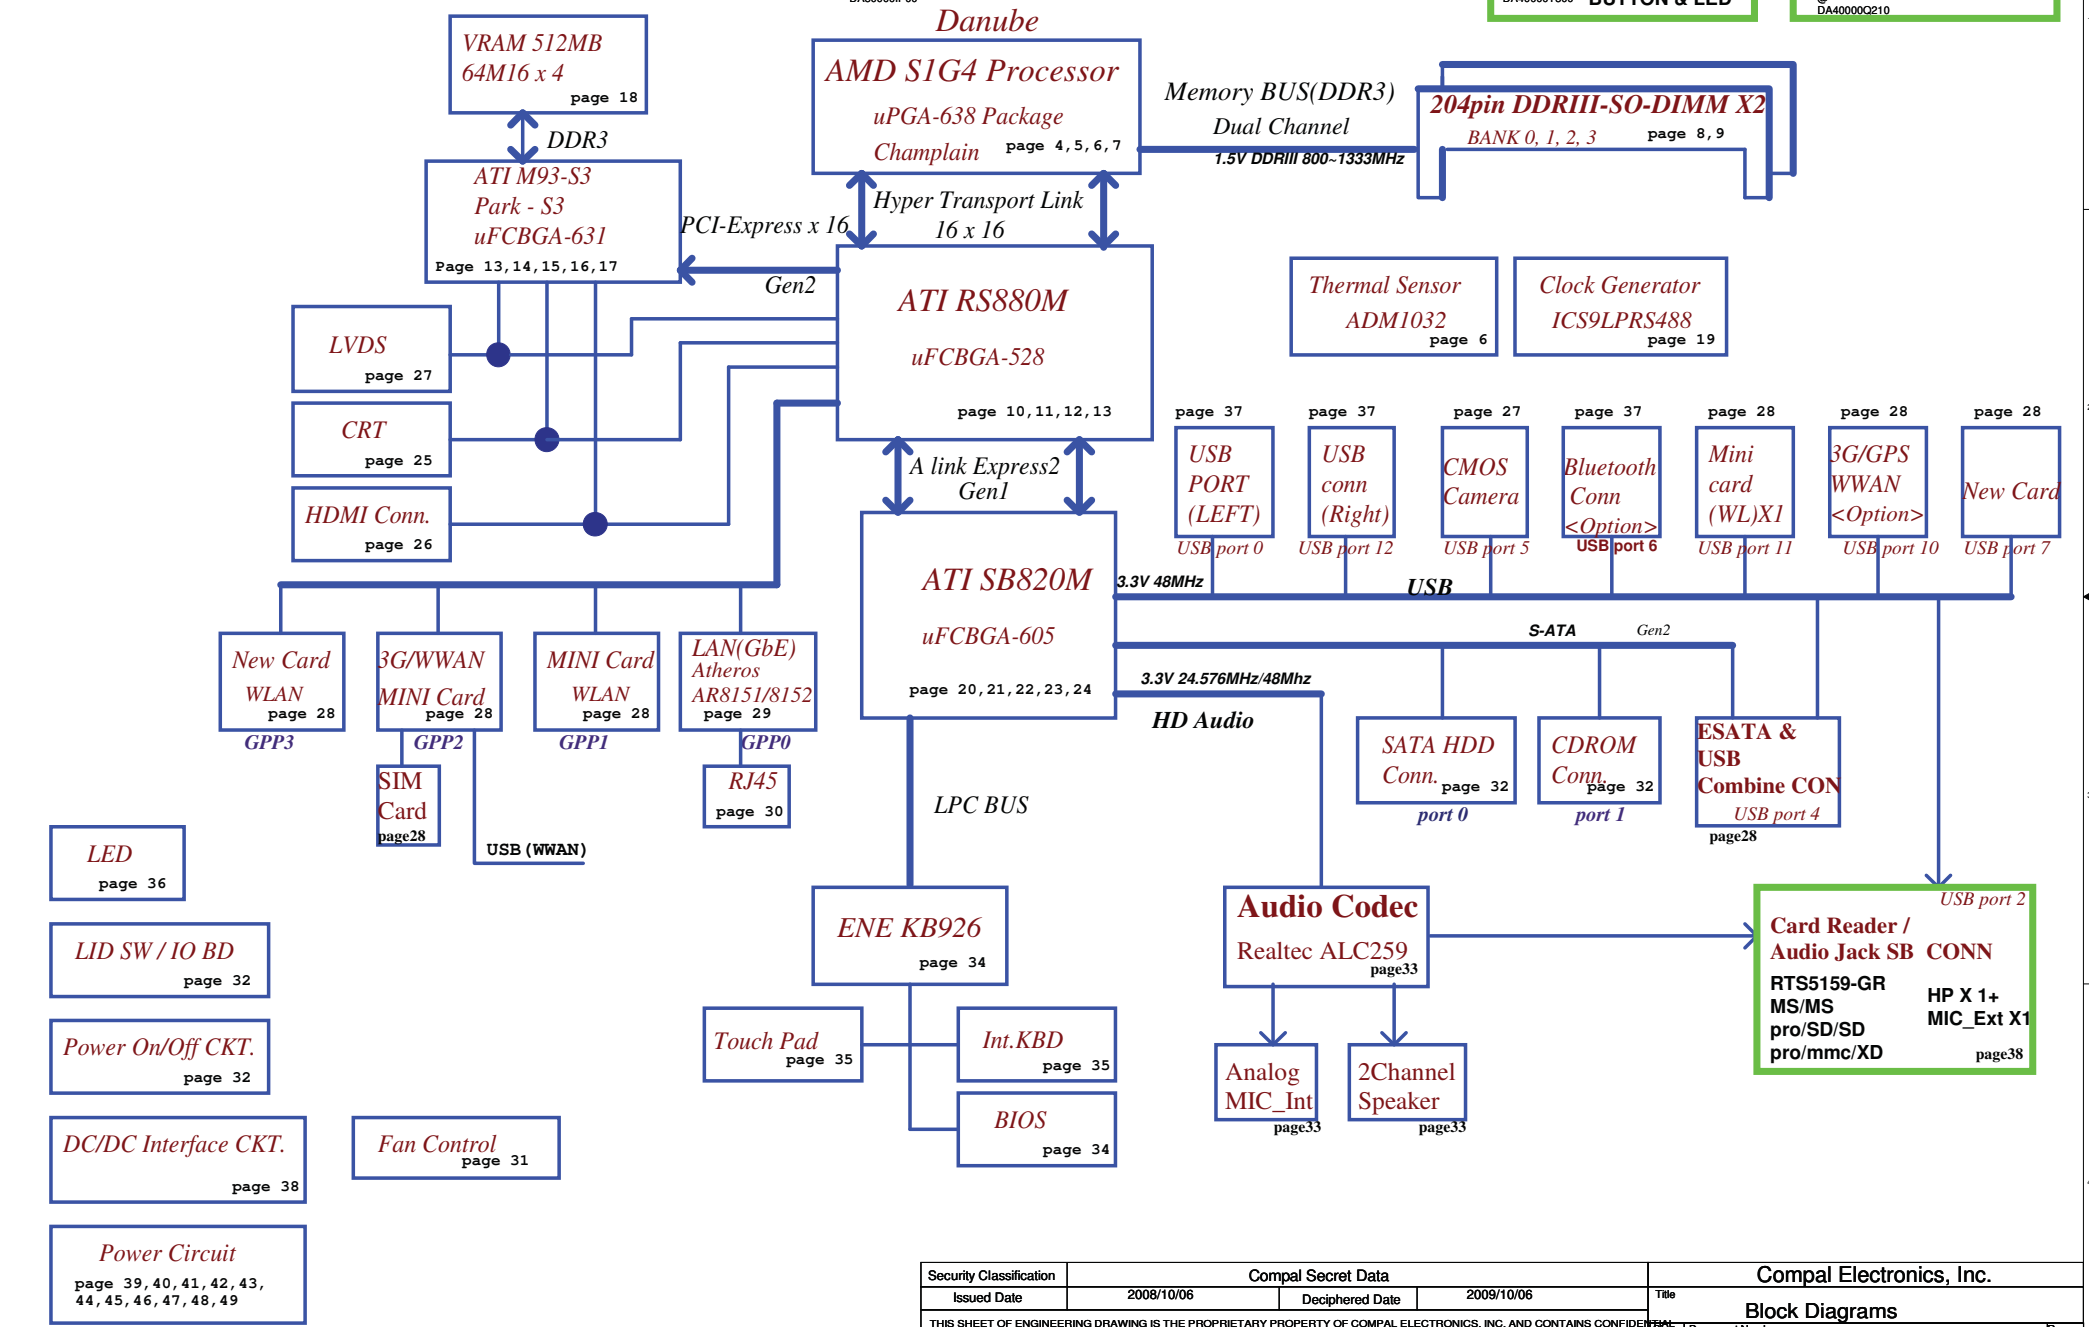 Danube
BUTTON & LED
@
DA40000Q210
VRAM 512MB
64M16 x 4
page 18
DDR3
AMD S1G4 Processor
uPGA-638 Package
Champlain
page 4,5,6,7
Memory BUS(DDR3)
Dual Channel
1.5V DDRIII 800~1333MHz
204pin DDRIII-SO-DIMM X2
BANK 0, 1, 2, 3
page 8,9
ATI M93-S3
Park - S3
uFCBGA-631
Page 13,14,15,16,17
PCI-Express x 16
Gen2
Hyper Transport Link
16 x 16
ATI RS880M
uFCBGA-528
page 10,11,12,13
Thermal Sensor
ADM1032
page 6
Clock Generator
ICS9LPRS488
page 19
LVDS
page 27
CRT
page 25
HDMI Conn.
page 26
A link Express2
Gen1
page 37
USB
PORT
(LEFT)
USB port 0
page 37
USB
conn
(Right)
USB port 12
page 27
CMOS
Camera
USB port 5
page 37
Bluetooth
Conn
<Option>
USB port 6
page 28
Mini
card
(WL)X1
USB port 11
page 28
3G/GPS
WWAN
<Option>
USB port 10
page 28
New Card
USB port 7
ATI SB820M
uFCBGA-605
page 20,21,22,23,24
3.3V 48MHz
USB
S-ATA
Gen2
3.3V 24.576MHz/48Mhz
HD Audio
New Card
WLAN
page 28
GPP3
3G/WWAN
MINI Card
page 28
GPP2
MINI Card
WLAN
page 28
GPP1
LAN(GbE)
Atheros
AR8151/8152
page 29
GPP0
SIM
Card
page28
USB(WWAN)
RJ45
page 30
LPC BUS
SATA HDD
Conn.
page 32
port 0
CDROM
Conn.
page 32
port 1
ESATA &
USB
Combine CON
USB port 4
page28
LED
page 36
LID SW / IO BD
page 32
Power On/Off CKT.
page 32
DC/DC Interface CKT.
page 38
Fan Control
page 31
Power Circuit
page 39,40,41,42,43,
44,45,46,47,48,49
ENE KB926
page 34
Touch Pad
page 35
Int.KBD
page 35
BIOS
page 34
Audio Codec
Realtec ALC259
page33
Analog
MIC_Int
page33
2Channel
Speaker
page33
USB port 2
Card Reader /
Audio Jack SB CONN
RTS5159-GR
MS/MS
pro/SD/SD
pro/mmc/XD
HP X 1+
MIC_Ext X1
page38
Security Classification
Compal Secret Data
Issued Date
2008/10/06
Deciphered Date
2009/10/06
THIS SHEET OF ENGINEERING DRAWING IS THE PROPRIETARY PROPERTY OF COMPAL ELECTRONICS, INC. AND CONTAINS CONFIDENTIAL
Compal Electronics, Inc.
Title
Block Diagrams